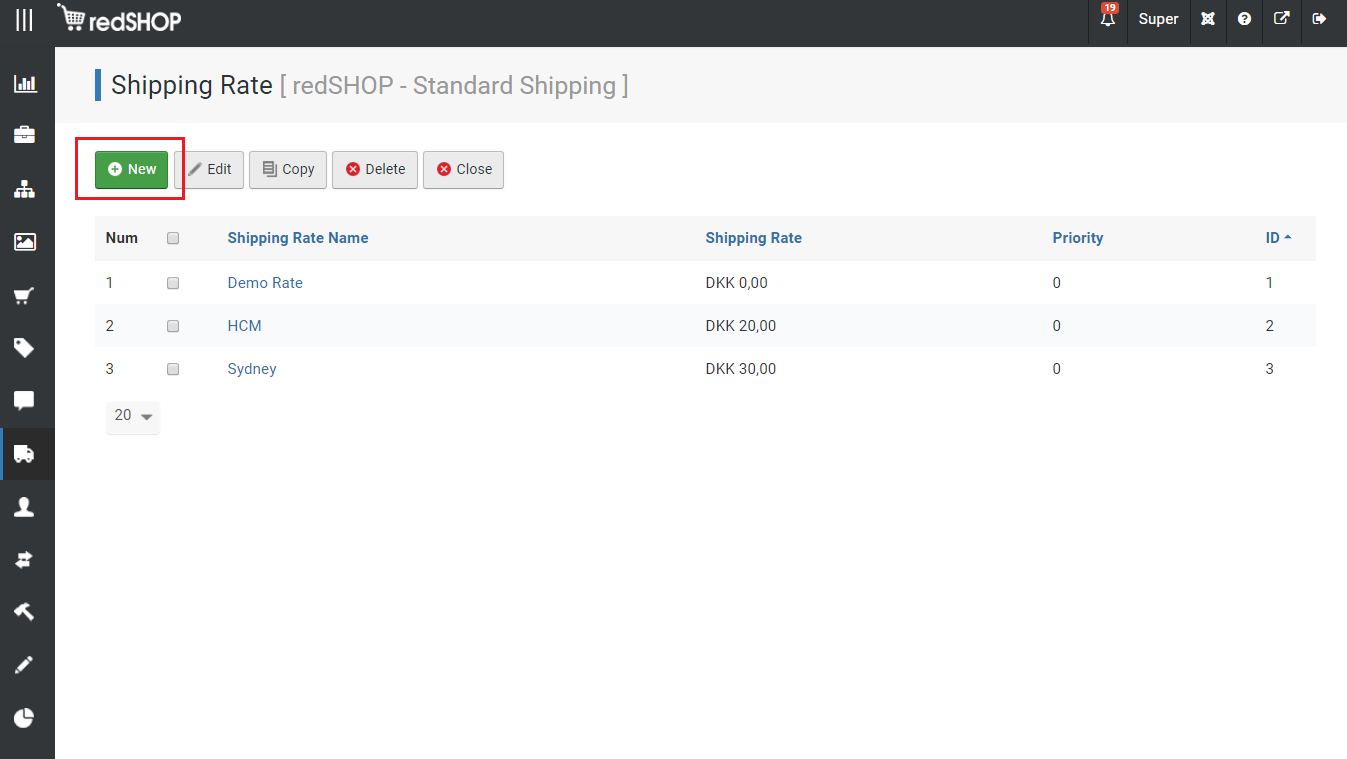 redSHOP
19
Super
Shipping Rate [ redSHOP - Standard Shipping ]
New Edit Copy Delete Close
Num Shipping Rate Name Shipping Rate Priority ID
1 Demo Rate DKK 0,00 0 1
2 HCM DKK 20,00 0 2
3 Sydney DKK 30,00 0 3
20